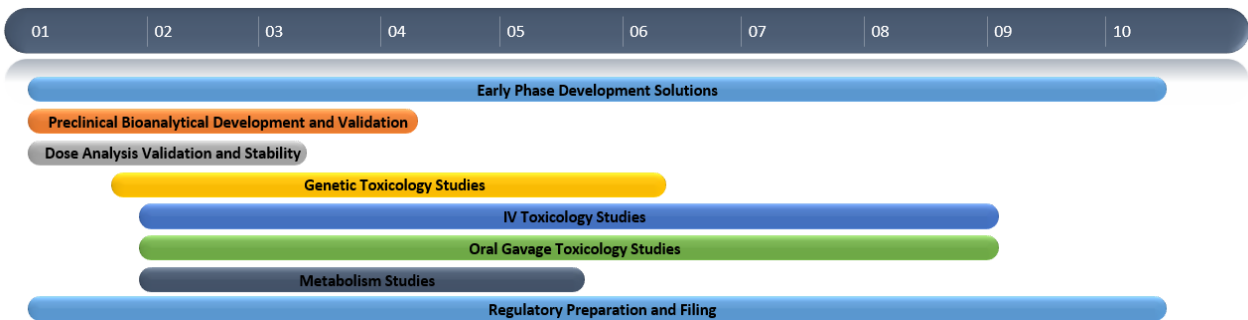 01 02 03 04 05 06 07 08 09 10
Early Phase Development Solutions
Preclinical Bioanalytical Development and Validation
Dose Analysis Validation and Stability
Genetic Toxicology Studies
IV Toxicology Studies
Oral Gavage Toxicology Studies
Metabolism Studies
Regulatory Preparation and Filing